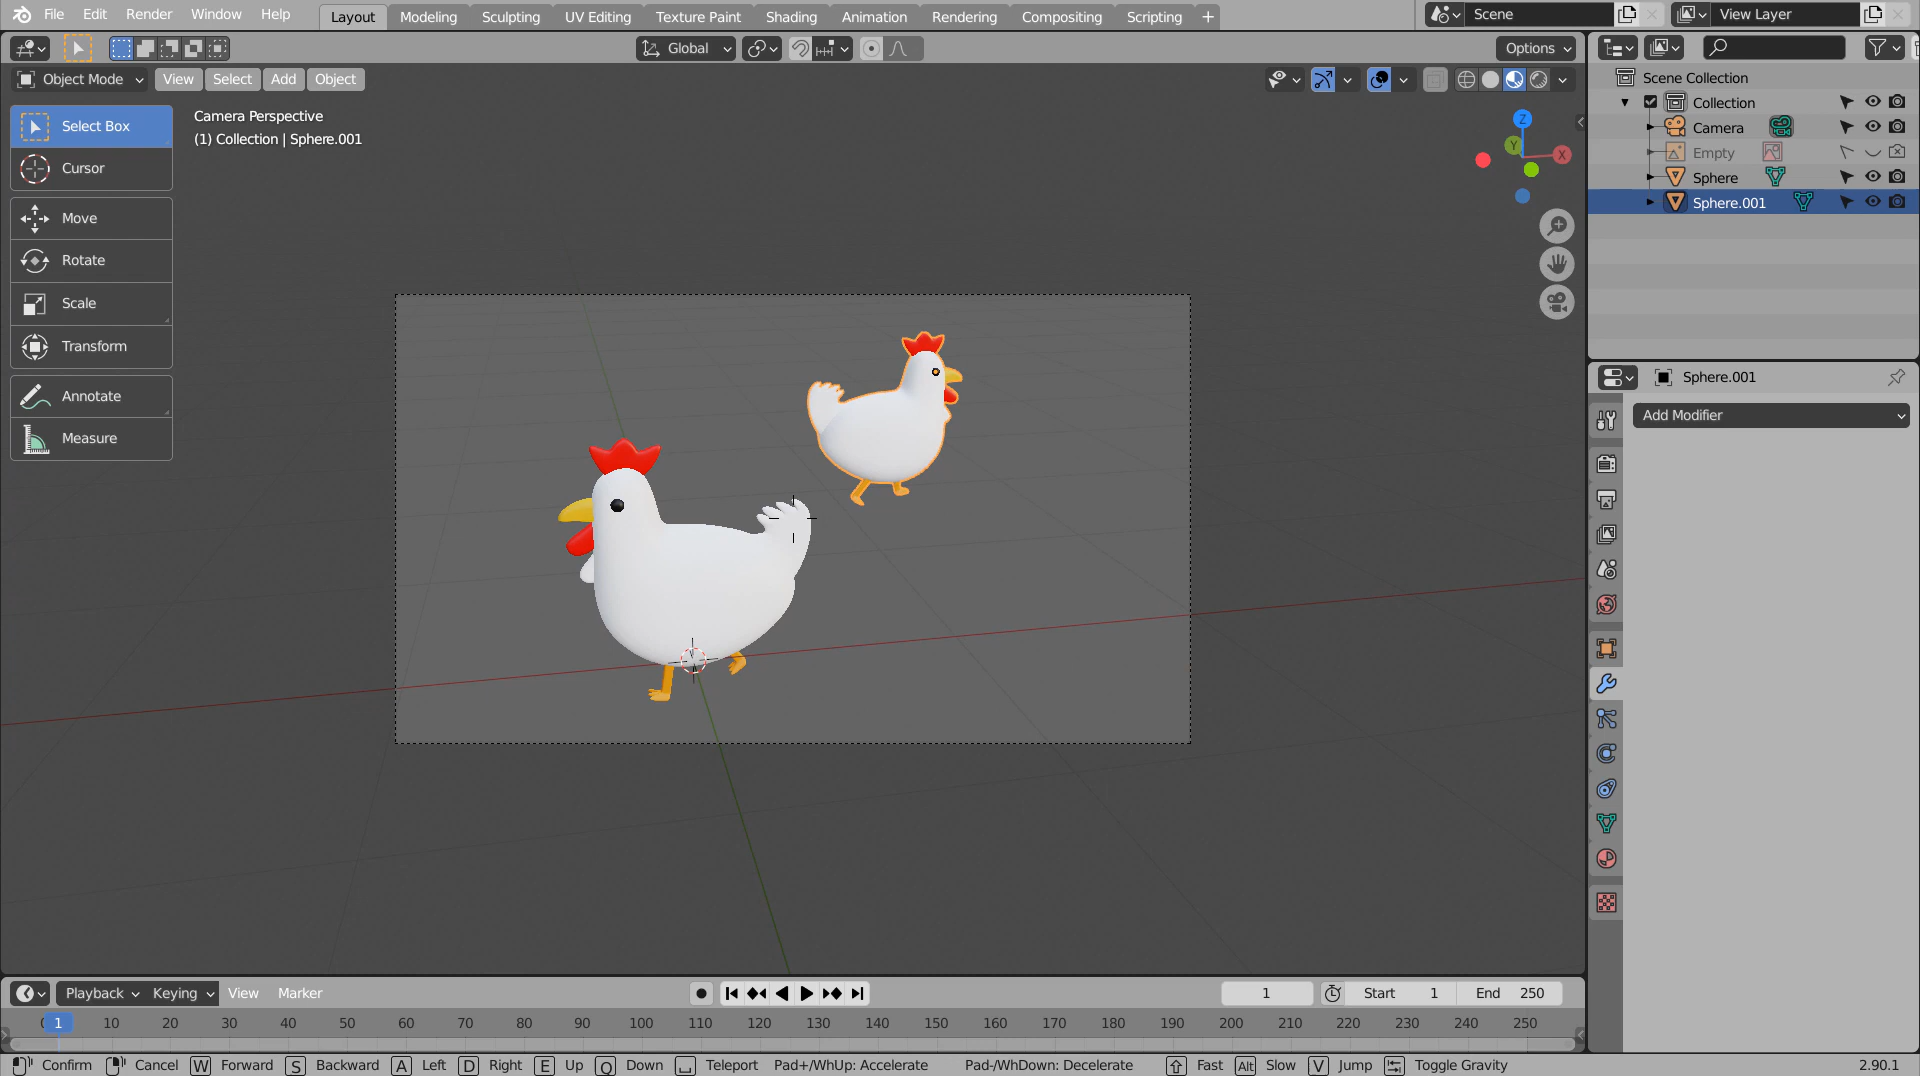 File Edit Render Window Help Layout Modeling Sculpting UV Editing Texture Paint Shading Animation Rendering Compositing Scripting + Scene View Layer
Global Options
Object Mode View Select Add Object
Select Box
Cursor
Move
Rotate
Scale
Transform
Annotate
Measure
Camera Perspective
(1) Collection | Sphere.001
Z
Y
X
Scene Collection
Collection
Camera
Empty
Sphere
Sphere.001
Sphere.001
Add Modifier
Playback Keying View Marker 1 Start 1 End 250
0 1 10 20 30 40 50 60 70 80 90 100 110 120 130 140 150 160 170 180 190 200 210 220 230 240 250
Confirm Cancel W Forward S Backward A Left D Right E Up Q Down Teleport Pad+/WhUp: Accelerate Pad-/WhDown: Decelerate Fast Alt Slow V Jump Toggle Gravity 2.90.1